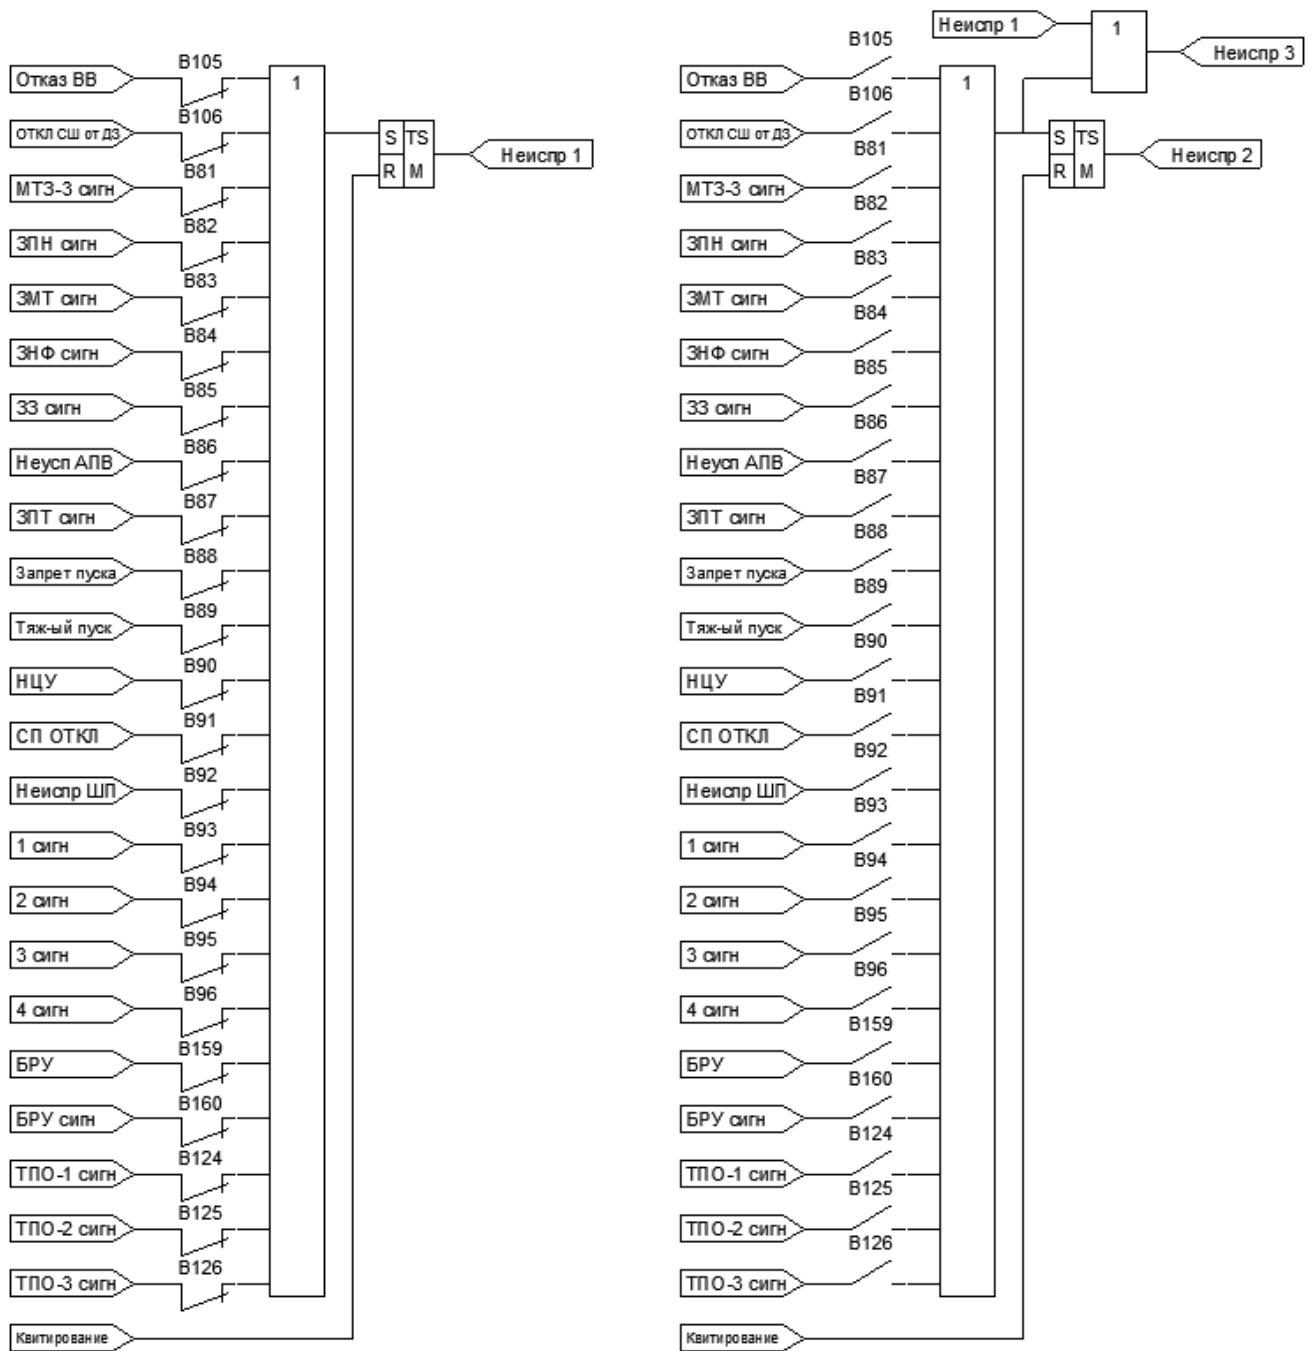 B105
Отказ ВВ
1
B106
ОТКЛ СШ от ДЗ
S TS
R M
Неиспр 1
B81
МТЗ-3 сигн
B82
ЗПН сигн
B83
ЗМТ сигн
B84
ЗНФ сигн
B85
ЗЗ сигн
B86
Неусп АПВ
B87
ЗПТ сигн
B88
Запрет пуска
B89
Тяж-ый пуск
B90
НЦУ
B91
СП ОТКЛ
B92
Неиспр ШП
B93
1 сигн
B94
2 сигн
B95
3 сигн
B96
4 сигн
B159
БРУ
B160
БРУ сигн
B124
ТПО-1 сигн
B125
ТПО-2 сигн
B126
ТПО-3 сигн
Квитирование
Неиспр 1
1
Неиспр 3
B105
Отказ ВВ
1
B106
ОТКЛ СШ от ДЗ
S TS
R M
Неиспр 2
B81
МТЗ-3 сигн
B82
ЗПН сигн
B83
ЗМТ сигн
B84
ЗНФ сигн
B85
ЗЗ сигн
B86
Неусп АПВ
B87
ЗПТ сигн
B88
Запрет пуска
B89
Тяж-ый пуск
B90
НЦУ
B91
СП ОТКЛ
B92
Неиспр ШП
B93
1 сигн
B94
2 сигн
B95
3 сигн
B96
4 сигн
B159
БРУ
B160
БРУ сигн
B124
ТПО-1 сигн
B125
ТПО-2 сигн
B126
ТПО-3 сигн
Квитирование